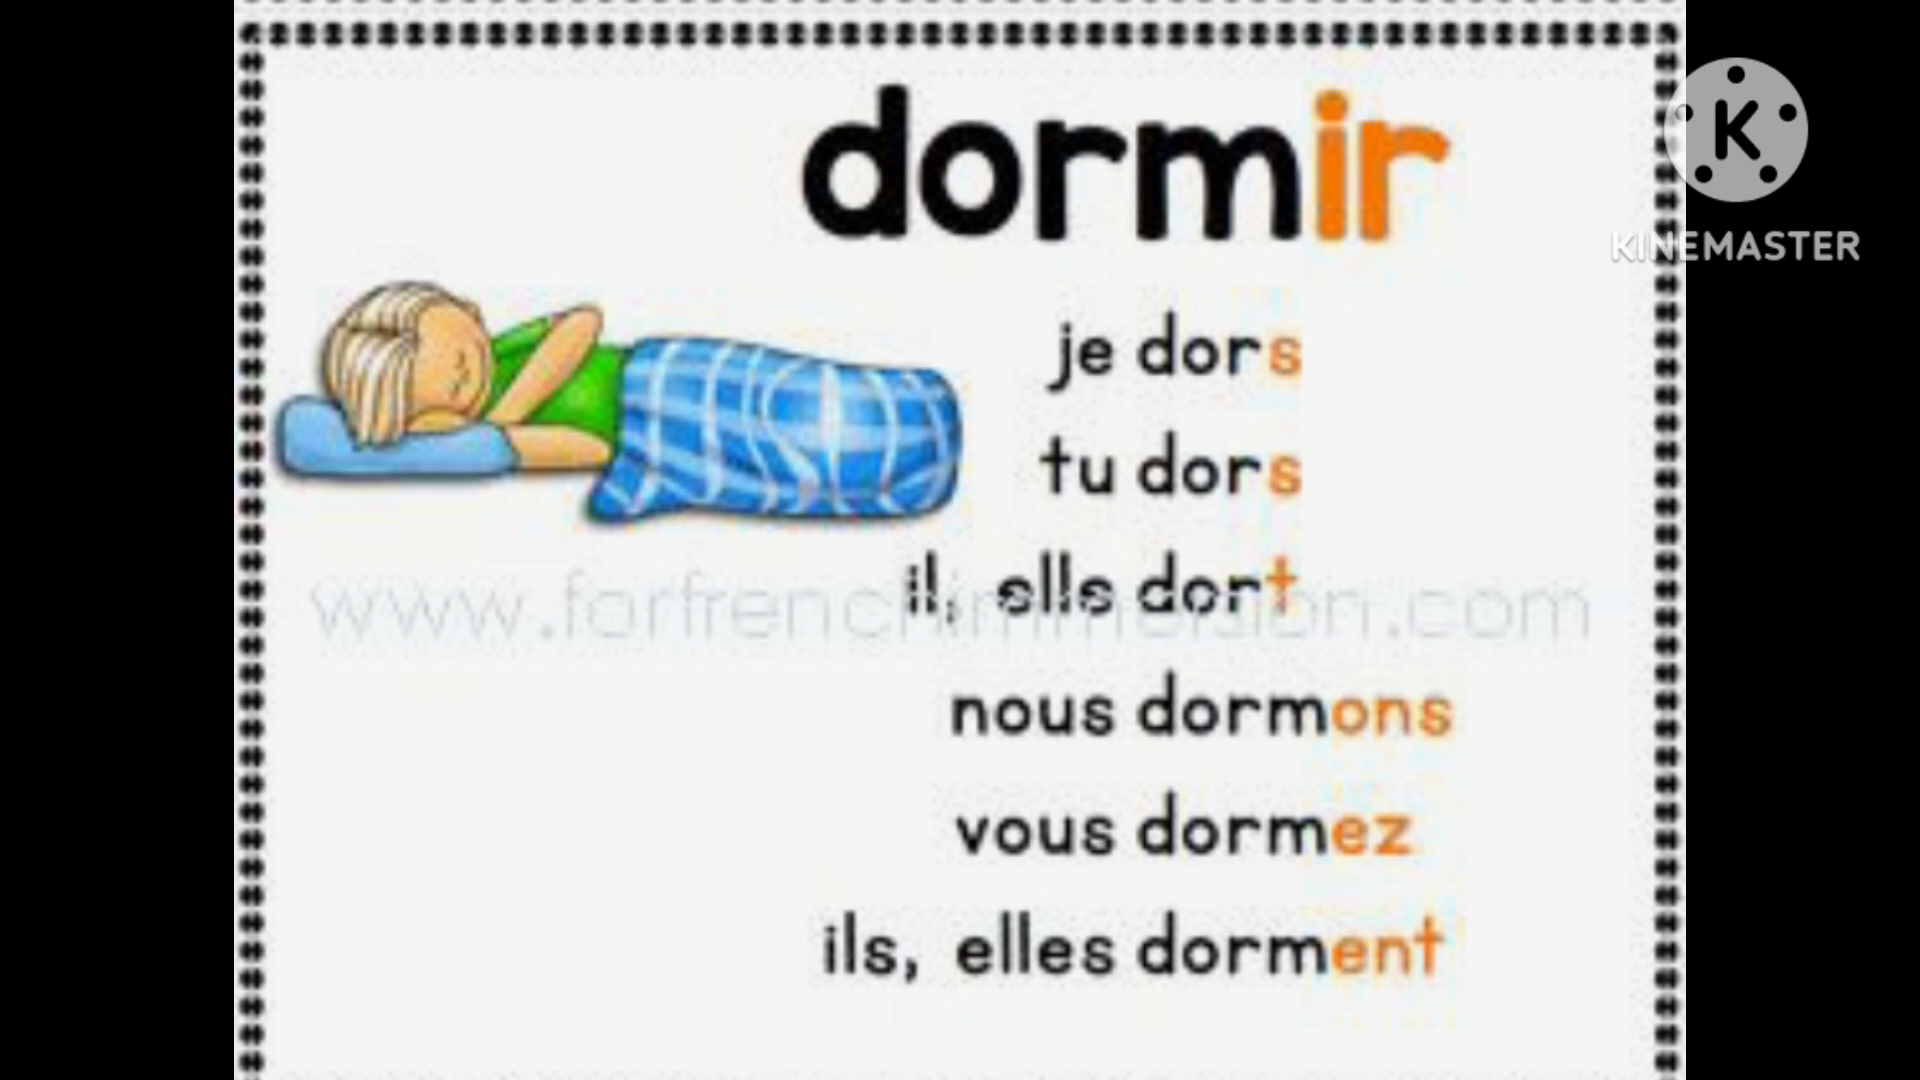 dormir
K
KINEMASTER
je dors
tu dors
il, elle dort
www.forfrenchimmersion.com
nous dormons
vous dormez
ils, elles dorment